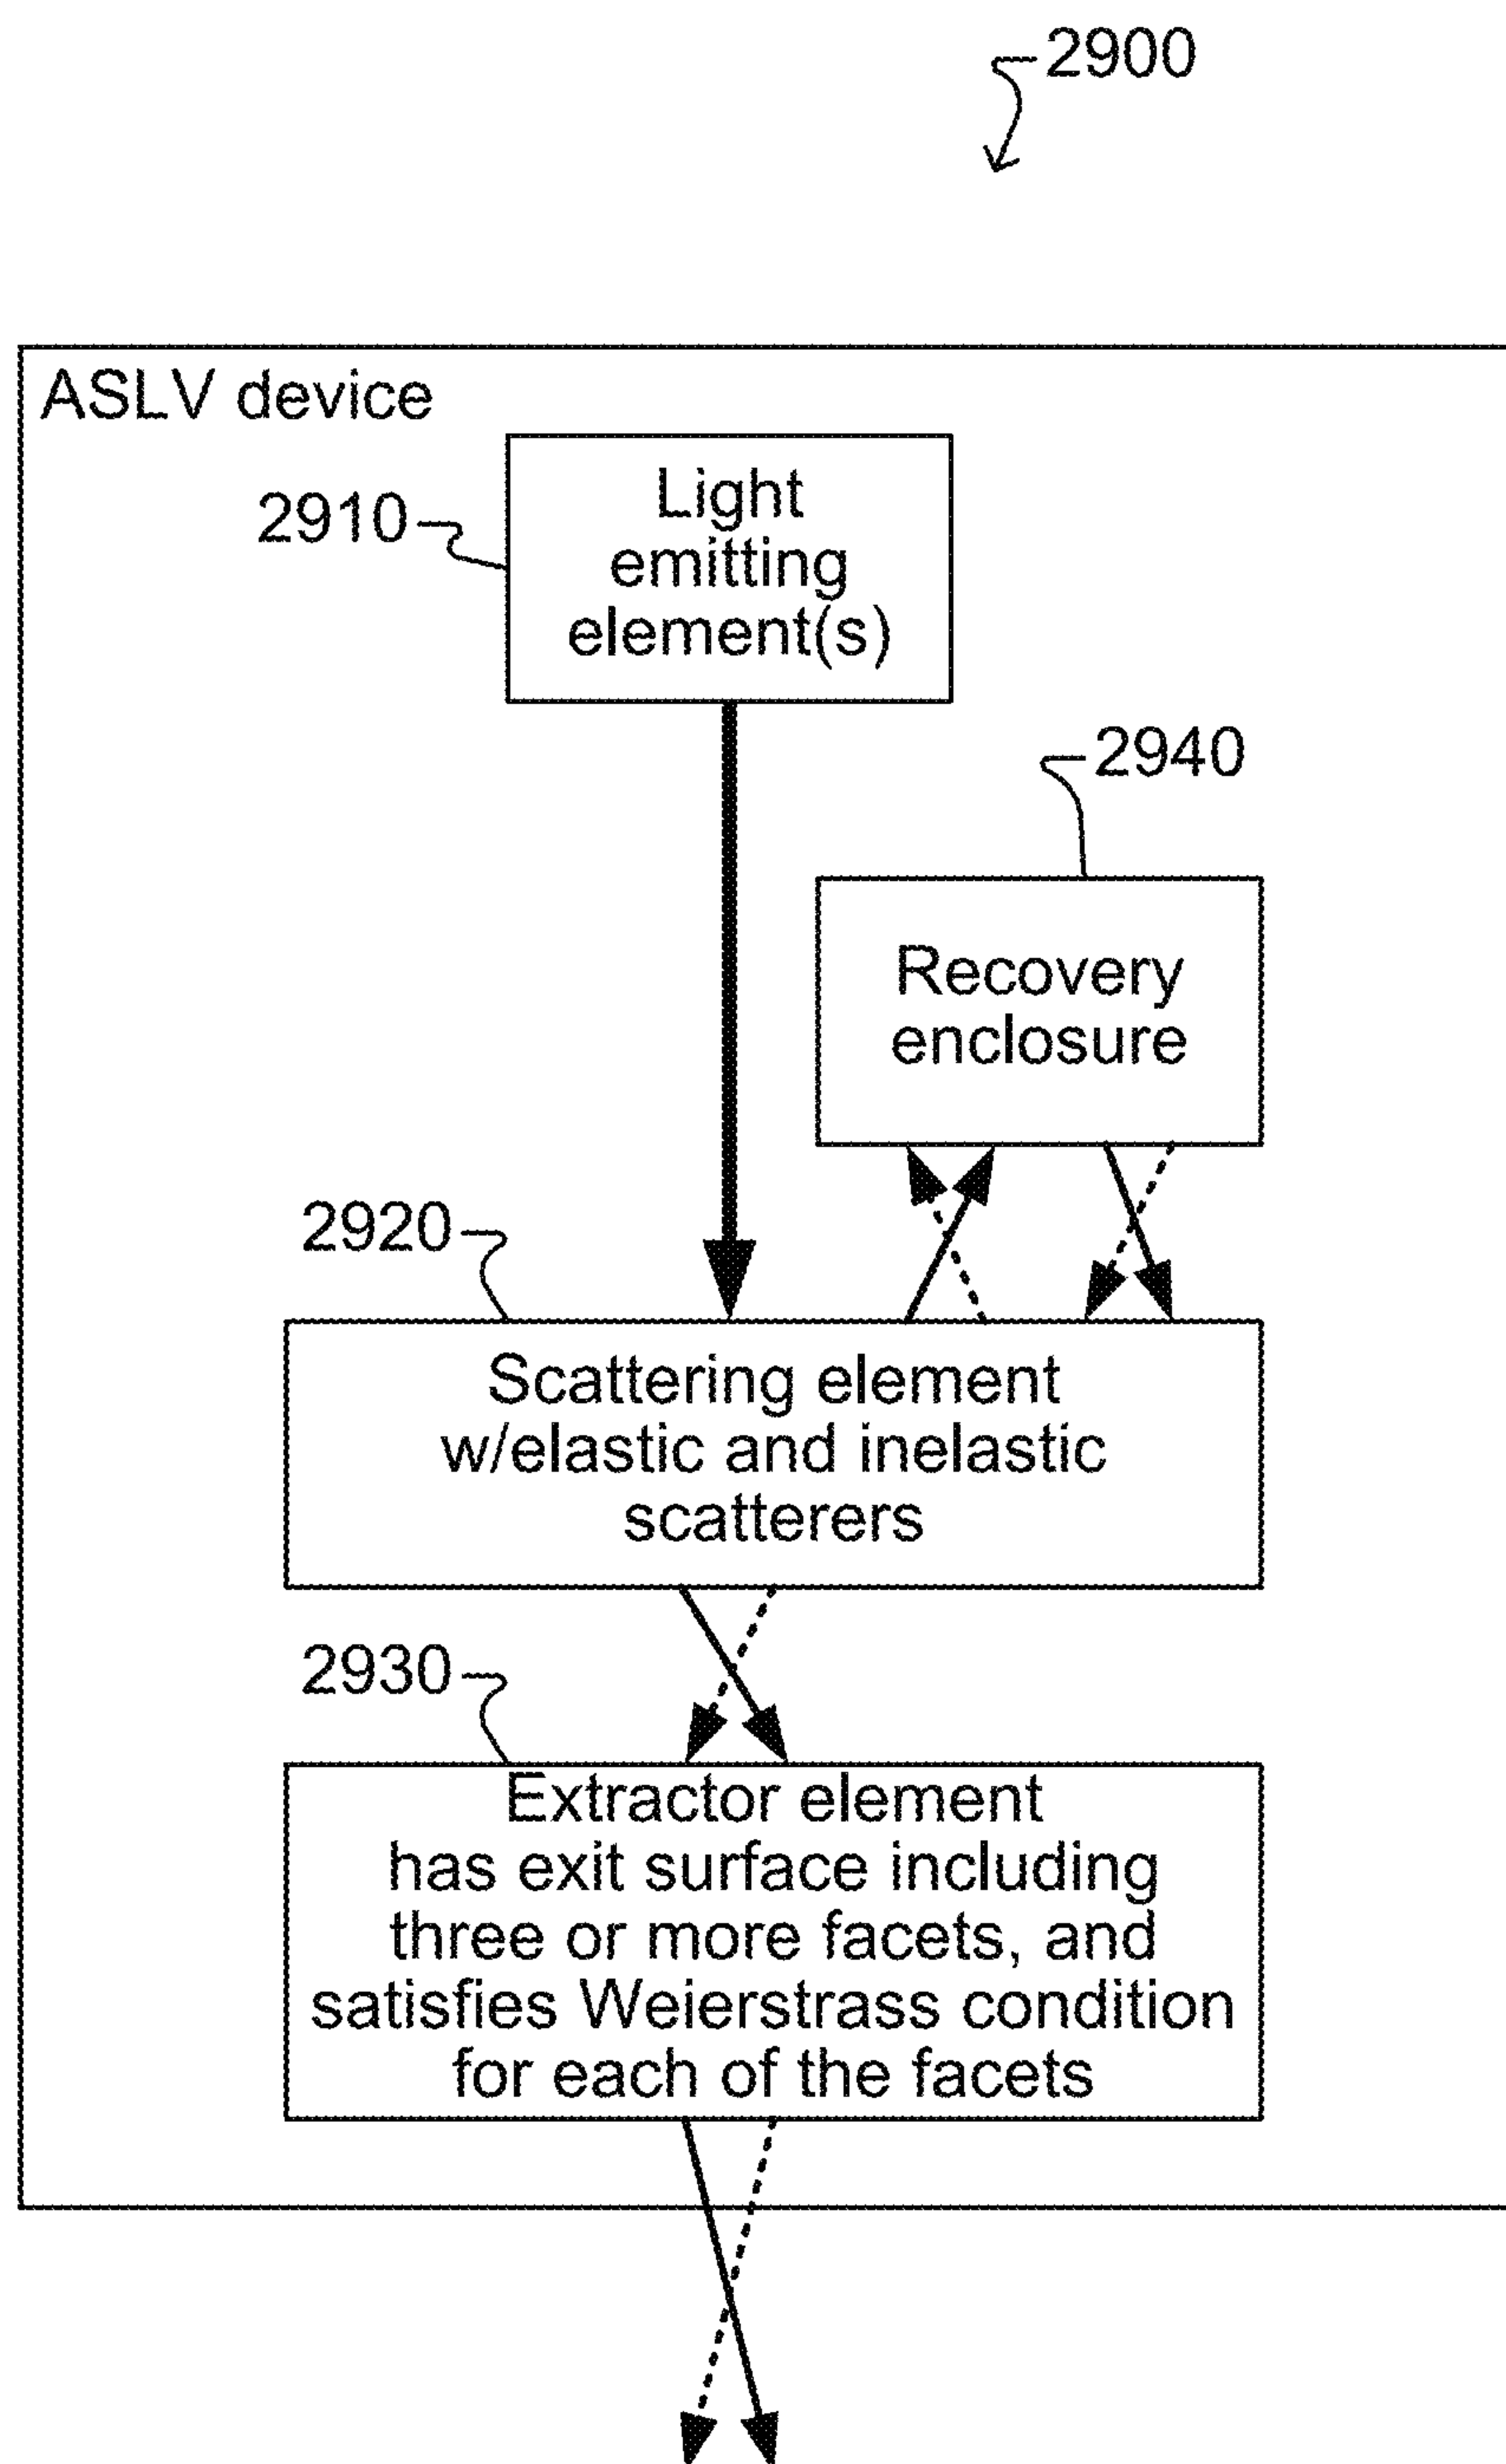 2900
ASLV device
2910
Light
emitting
element(s)
2940
Recovery
enclosure
2920
Scattering element
w/elastic and inelastic
scatterers
2930
Extractor element
has exit surface including
three or more facets, and
satisfies Weierstrass condition
for each of the facets